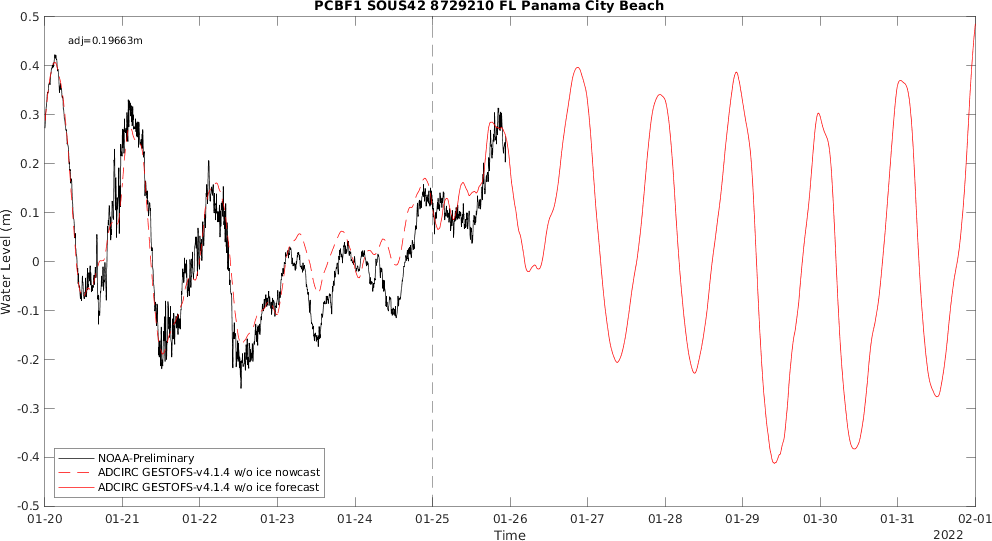 PCBF1 SOUS42 8729210 FL Panama City Beach
adj=0.19663m
0.5
0.4
0.3
0.2
0.1
0
-0.1
-0.2
-0.3
-0.4
-0.5
Water Level (m)
NOAA-Preliminary
ADCIRC GESTOFS-v4.1.4 w/o ice nowcast
ADCIRC GESTOFS-v4.1.4 w/o ice forecast
01-20 01-21 01-22 01-23 01-24 01-25 01-26 01-27 01-28 01-29 01-30 01-31 02-01
Time
2022